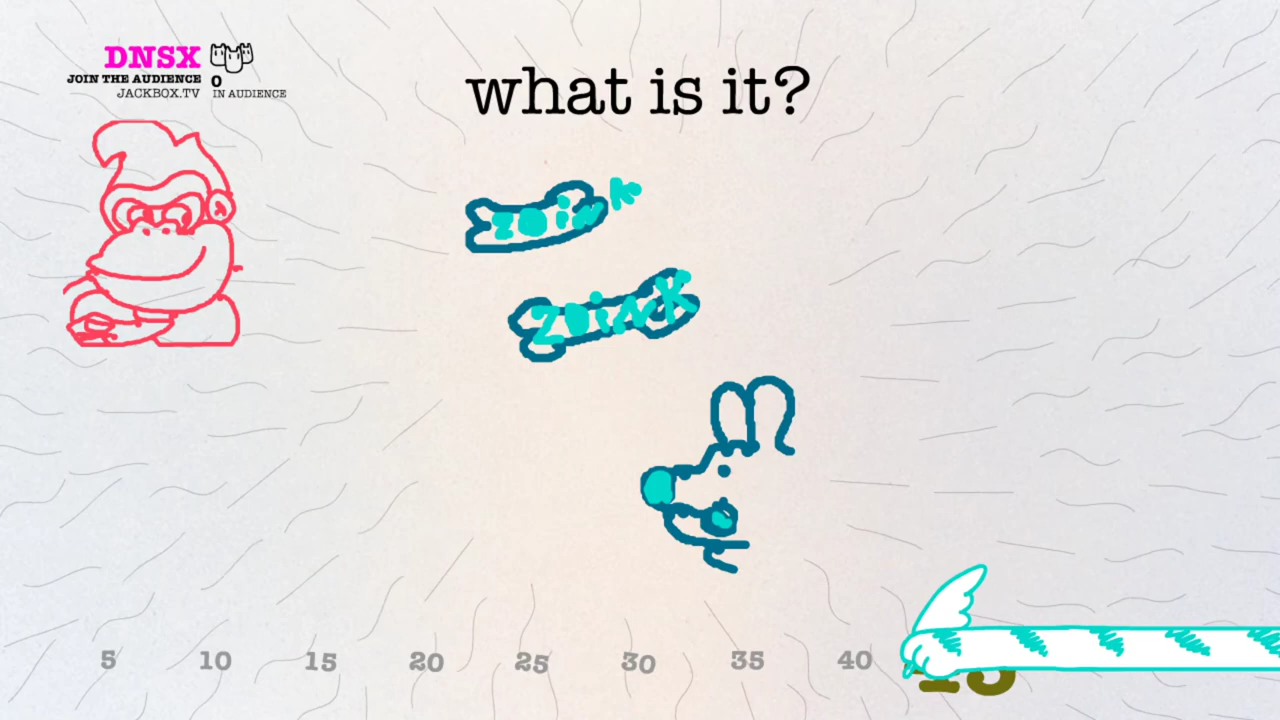 DNSX
JOIN THE AUDIENCE
JACKBOX.TV
0
IN AUDIENCE
what is it?
ZOINK
ZOINK
5 10 15 20 25 30 35 40